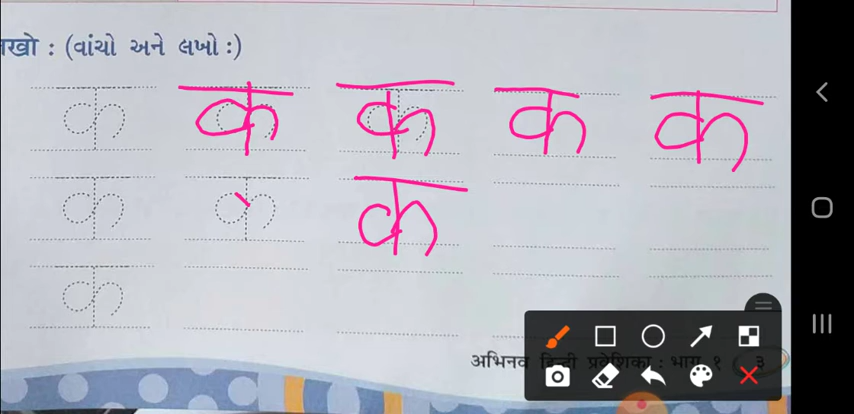 ખો : (વાંચો અને લખો :)
क क क क क
क क क
क
अभिनव हिन्दी प्रवेशिका : भाग १ ३